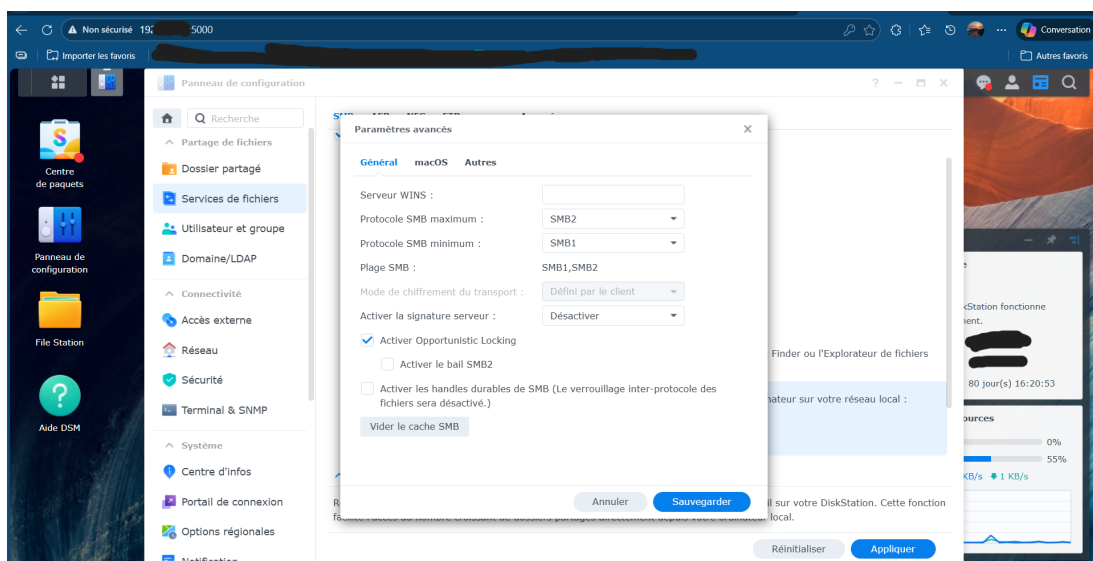 Non sécurisé 19 :5000
Conversation
Importer les favoris
Autres favoris
Panneau de configuration
Recherche
Partage de fichiers
Dossier partagé
Services de fichiers
Utilisateur et groupe
Domaine/LDAP
Connectivité
Accès externe
Réseau
Sécurité
Terminal & SNMP
Système
Centre d'infos
Portail de connexion
Options régionales
Notification
Centre
de paquets
Panneau de
configuration
File Station
Aide DSM
Paramètres avancés
Général macOS Autres
Serveur WINS :
Protocole SMB maximum : SMB2
Protocole SMB minimum : SMB1
Plage SMB : SMB1,SMB2
Mode de chiffrement du transport : Défini par le client
Activer la signature serveur : Désactiver
Activer Opportunistic Locking
Activer le bail SMB2
Activer les handles durables de SMB (Le verrouillage inter-protocole des
fichiers sera désactivé.)
Vider le cache SMB
Annuler Sauvegarder
Finder ou l'Explorateur de fichiers
nateur sur votre réseau local :
il sur votre DiskStation. Cette fonction
local.
Réinitialiser Appliquer
kStation fonctionne
80 jour(s) 16:20:53
ources
0%
55%
KB/s 1 KB/s